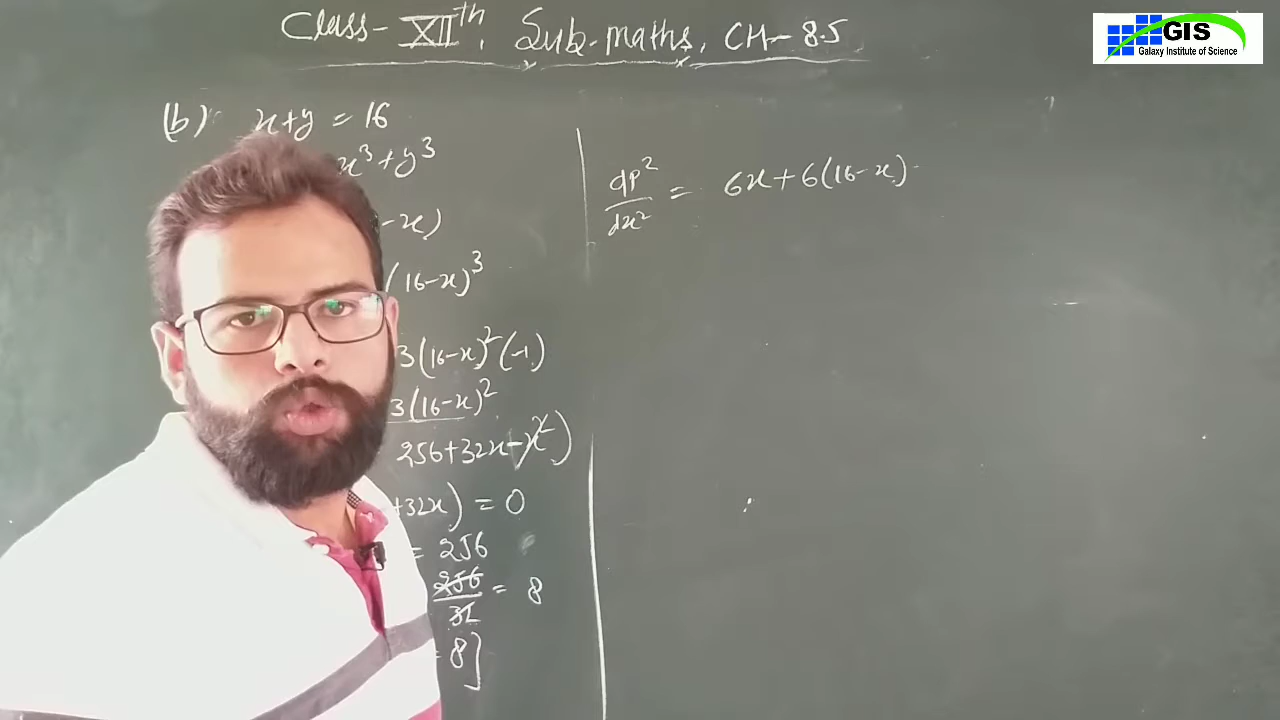 Class-XIIth, Sub-maths, CH-8.5
GIS
Galaxy Institute of Science
(b) x+y = 16
x³+y³
-x)
(16-x)³
3(16-x)²(-1)
3(16-x)²
256+32x-x²)
+32x) = 0
= 256
256/32 = 8
= 8]
dp²/dx² = 6x+6(16-x)